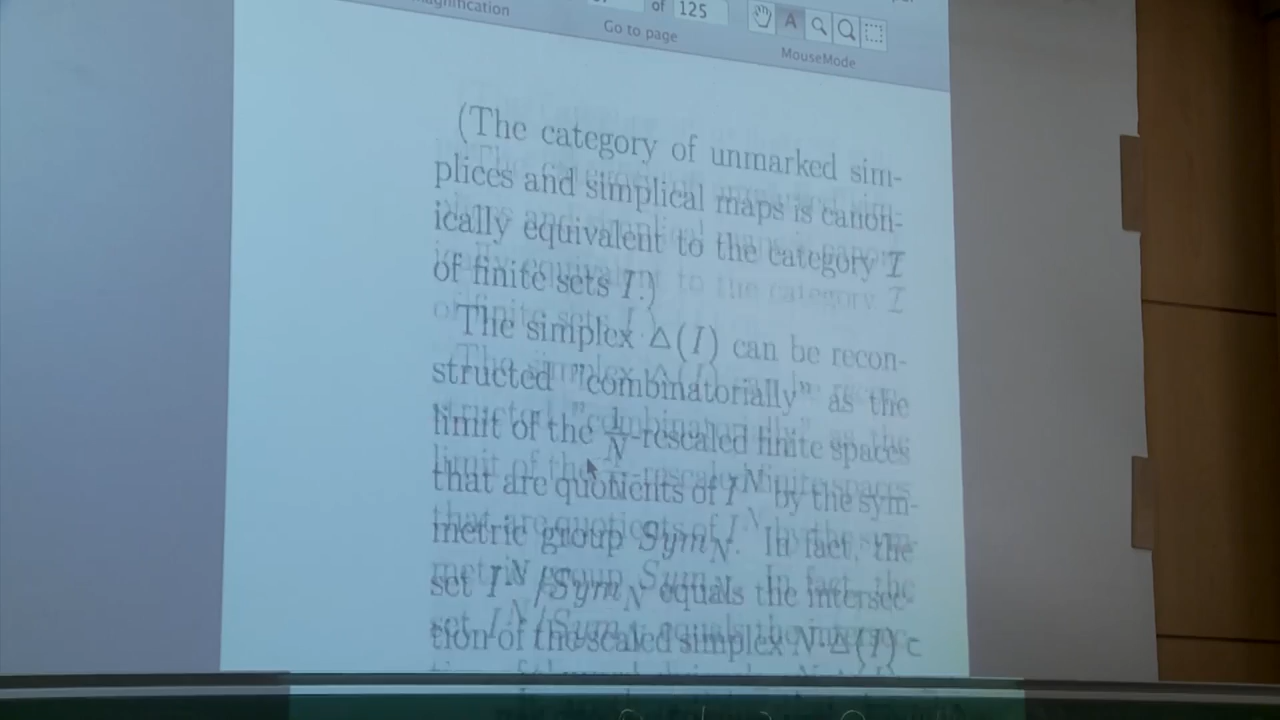 of 125
Go to page
MouseMode
(The category of unmarked sim-
plices and simplical maps is canon-
ically equivalent to the category I
of finite sets I.)
The simplex Δ(I) can be recon-
structed "combinatorially" as the
limit of the 1/N-rescaled finite spaces
that are quotients of I^N by the sym-
metric group Sym_N. In fact, the
set I^N/Sym_N equals the intersec-
tion of the scaled simplex N·Δ(I) ⊂